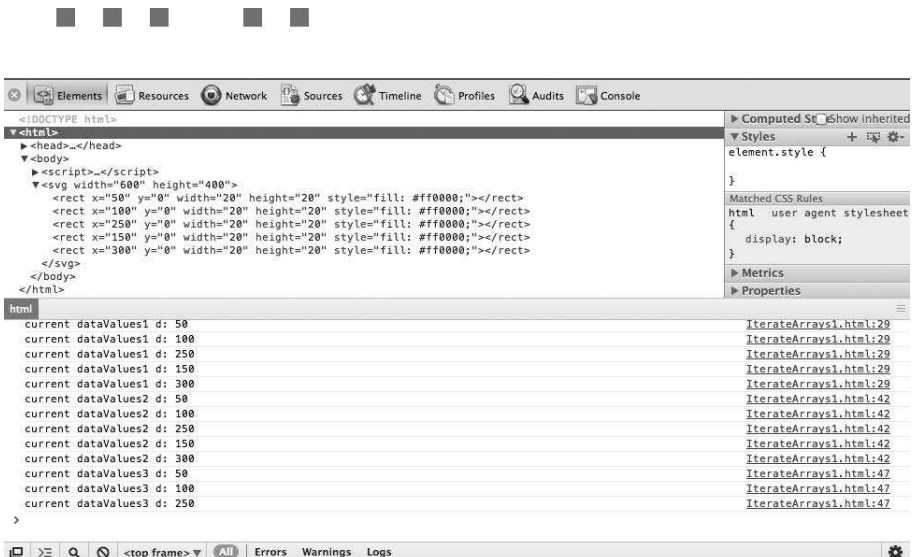 Elements Resources Network Sources Timeline Profiles Audits Console
<!DOCTYPE html>
▼<html>
▶<head>…</head>
▼<body>
▶<script>…</script>
▼<svg width="600" height="400">
<rect x="50" y="0" width="20" height="20" style="fill: #ff0000;"></rect>
<rect x="100" y="0" width="20" height="20" style="fill: #ff0000;"></rect>
<rect x="250" y="0" width="20" height="20" style="fill: #ff0000;"></rect>
<rect x="150" y="0" width="20" height="20" style="fill: #ff0000;"></rect>
<rect x="300" y="0" width="20" height="20" style="fill: #ff0000;"></rect>
</svg>
</body>
</html>
▶ Computed Show inherited
▼ Styles
element.style {
}
Matched CSS Rules
html user agent stylesheet
{
display: block;
}
▶ Metrics
▶ Properties
html
current dataValues1 d: 50 IterateArrays1.html:29
current dataValues1 d: 100 IterateArrays1.html:29
current dataValues1 d: 250 IterateArrays1.html:29
current dataValues1 d: 150 IterateArrays1.html:29
current dataValues1 d: 300 IterateArrays1.html:29
current dataValues2 d: 50 IterateArrays1.html:42
current dataValues2 d: 100 IterateArrays1.html:42
current dataValues2 d: 250 IterateArrays1.html:42
current dataValues2 d: 150 IterateArrays1.html:42
current dataValues2 d: 300 IterateArrays1.html:42
current dataValues3 d: 50 IterateArrays1.html:47
current dataValues3 d: 100 IterateArrays1.html:47
current dataValues3 d: 250 IterateArrays1.html:47
>
<top frame> ▼ All Errors Warnings Logs